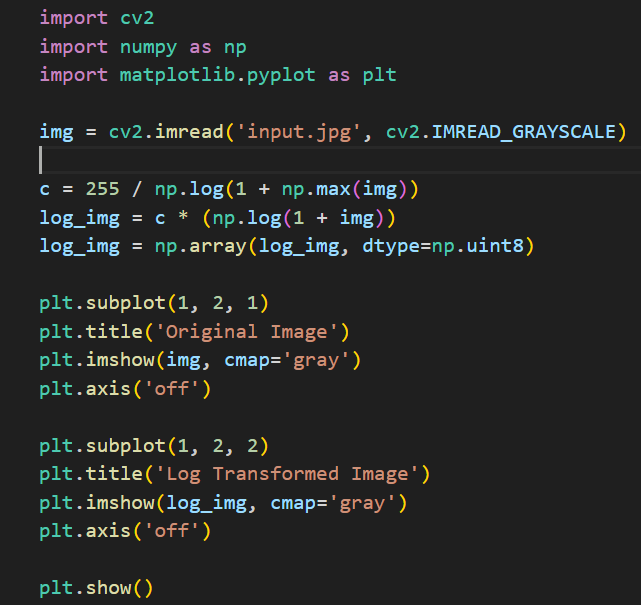 import cv2
import numpy as np
import matplotlib.pyplot as plt
img = cv2.imread('input.jpg', cv2.IMREAD_GRAYSCALE)
c = 255 / np.log(1 + np.max(img))
log_img = c * (np.log(1 + img))
log_img = np.array(log_img, dtype=np.uint8)
plt.subplot(1, 2, 1)
plt.title('Original Image')
plt.imshow(img, cmap='gray')
plt.axis('off')
plt.subplot(1, 2, 2)
plt.title('Log Transformed Image')
plt.imshow(log_img, cmap='gray')
plt.axis('off')
plt.show()